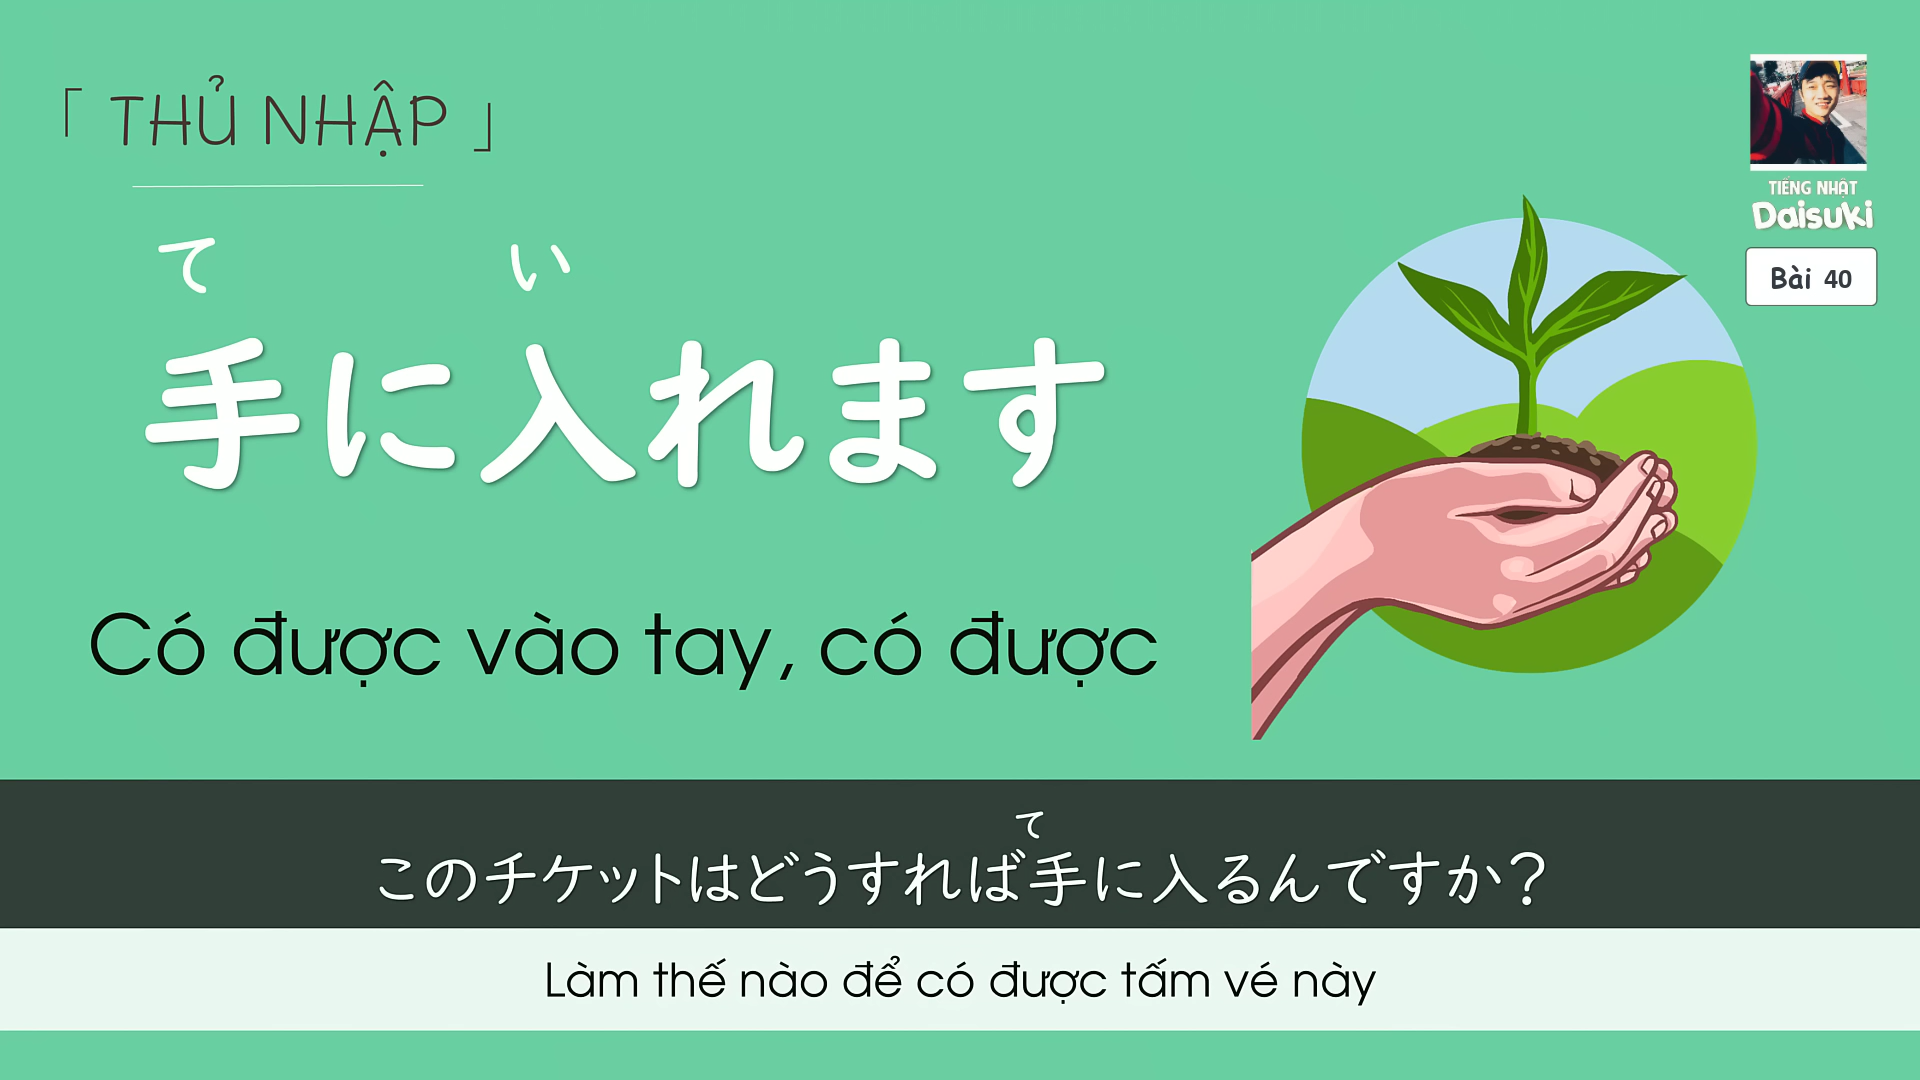 「 THỦ NHẬP 」
TIẾNG NHẬT
Daisuki
Bài 40
て い
手に入れます
Có được vào tay, có được
て
このチケットはどうすれば手に入るんですか？
Làm thế nào để có được tấm vé này